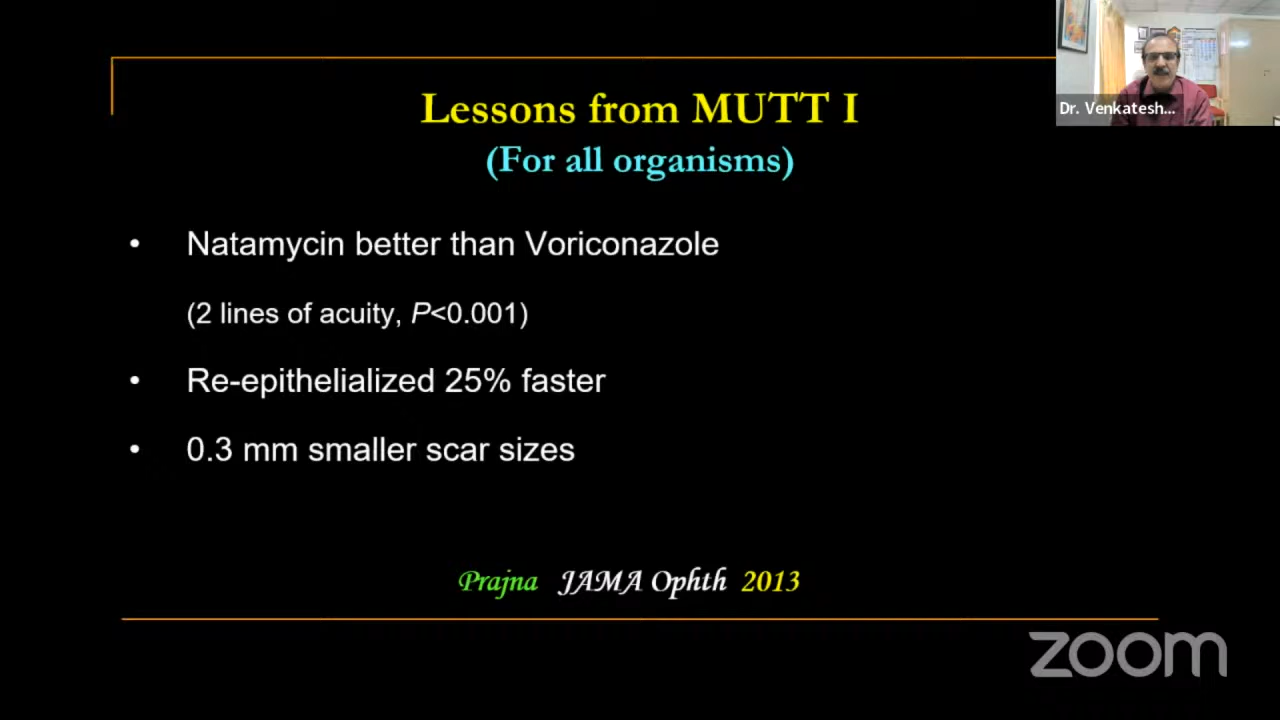 Lessons from MUTT I
(For all organisms)
Dr. Venkatesh...
• Natamycin better than Voriconazole
(2 lines of acuity, P<0.001)
• Re-epithelialized 25% faster
• 0.3 mm smaller scar sizes
Prajna JAMA Ophth 2013
zoom